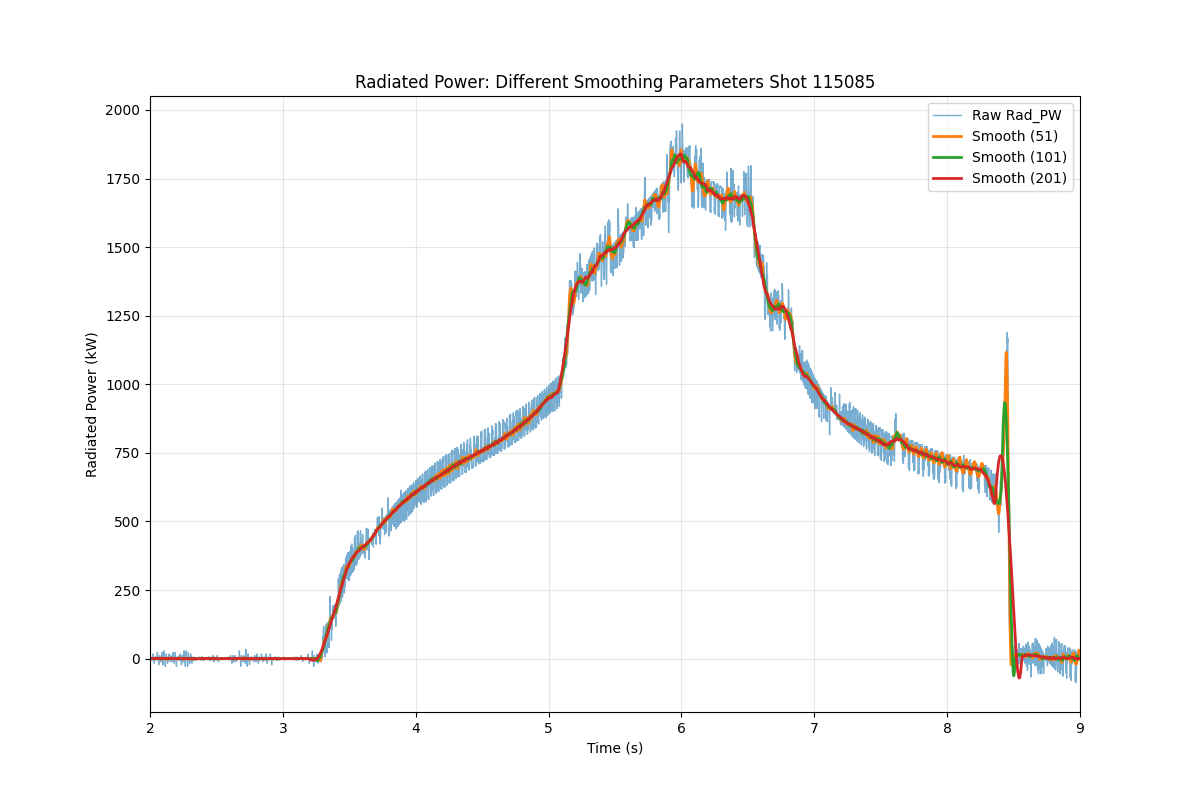 Radiated Power: Different Smoothing Parameters Shot 115085
Raw Rad_PW
Smooth (51)
Smooth (101)
Smooth (201)
2000
1750
1500
1250
1000
750
500
250
0
Radiated Power (kW)
2 3 4 5 6 7 8 9
Time (s)